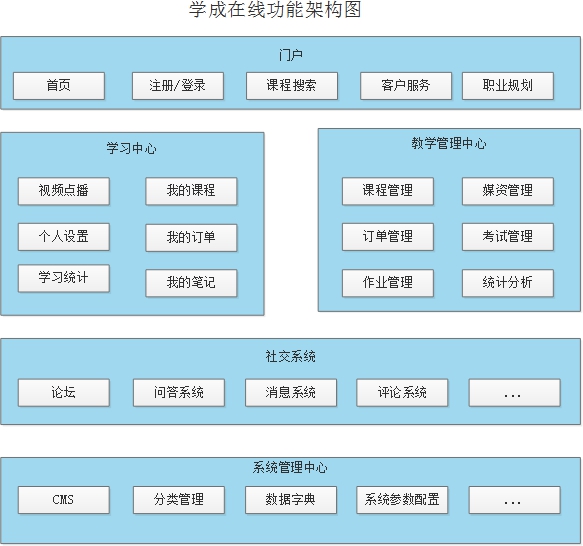 学成在线功能架构图
门户
首页
注册/登录
课程搜索
客户服务
职业规划
学习中心
视频点播
我的课程
个人设置
我的订单
学习统计
我的笔记
教学管理中心
课程管理
媒资管理
订单管理
考试管理
作业管理
统计分析
社交系统
论坛
问答系统
消息系统
评论系统
...
系统管理中心
CMS
分类管理
数据字典
系统参数配置
...